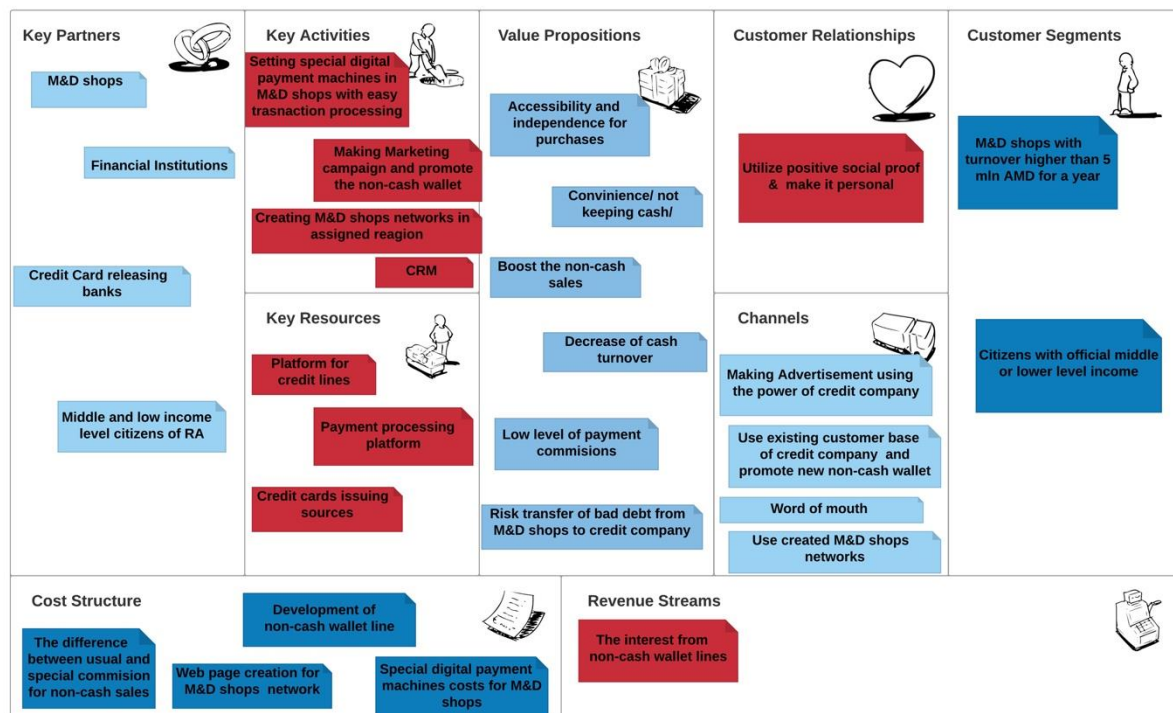 Key Partners
M&D shops
Financial Institutions
Credit Card releasing
banks
Middle and low income
level citizens of RA
Key Activities
Setting special digital
payment machines in
M&D shops with easy
trasnaction processing
Making Marketing
campaign and promote
the non-cash wallet
Creating M&D shops networks in
assigned reagion
CRM
Key Resources
Platform for
credit lines
Payment processing
platform
Credit cards issuing
sources
Value Propositions
Accessibility and
independence for
purchases
Convinience/ not
keeping cash/
Boost the non-cash
sales
Decrease of cash
turnover
Low level of payment
commisions
Risk transfer of bad debt from
M&D shops to credit company
Customer Relationships
Utilize positive social proof
& make it personal
Channels
Making Advertisement using
the power of credit company
Use existing customer base
of credit company and
promote new non-cash wallet
Word of mouth
Use created M&D shops
networks
Customer Segments
M&D shops with
turnover higher than 5
mln AMD for a year
Citizens with official middle
or lower level income
Cost Structure
The difference
between usual and
special commision
for non-cash sales
Development of
non-cash wallet line
Web page creation for
M&D shops network
Special digital payment
machines costs for M&D
shops
Revenue Streams
The interest from
non-cash wallet lines